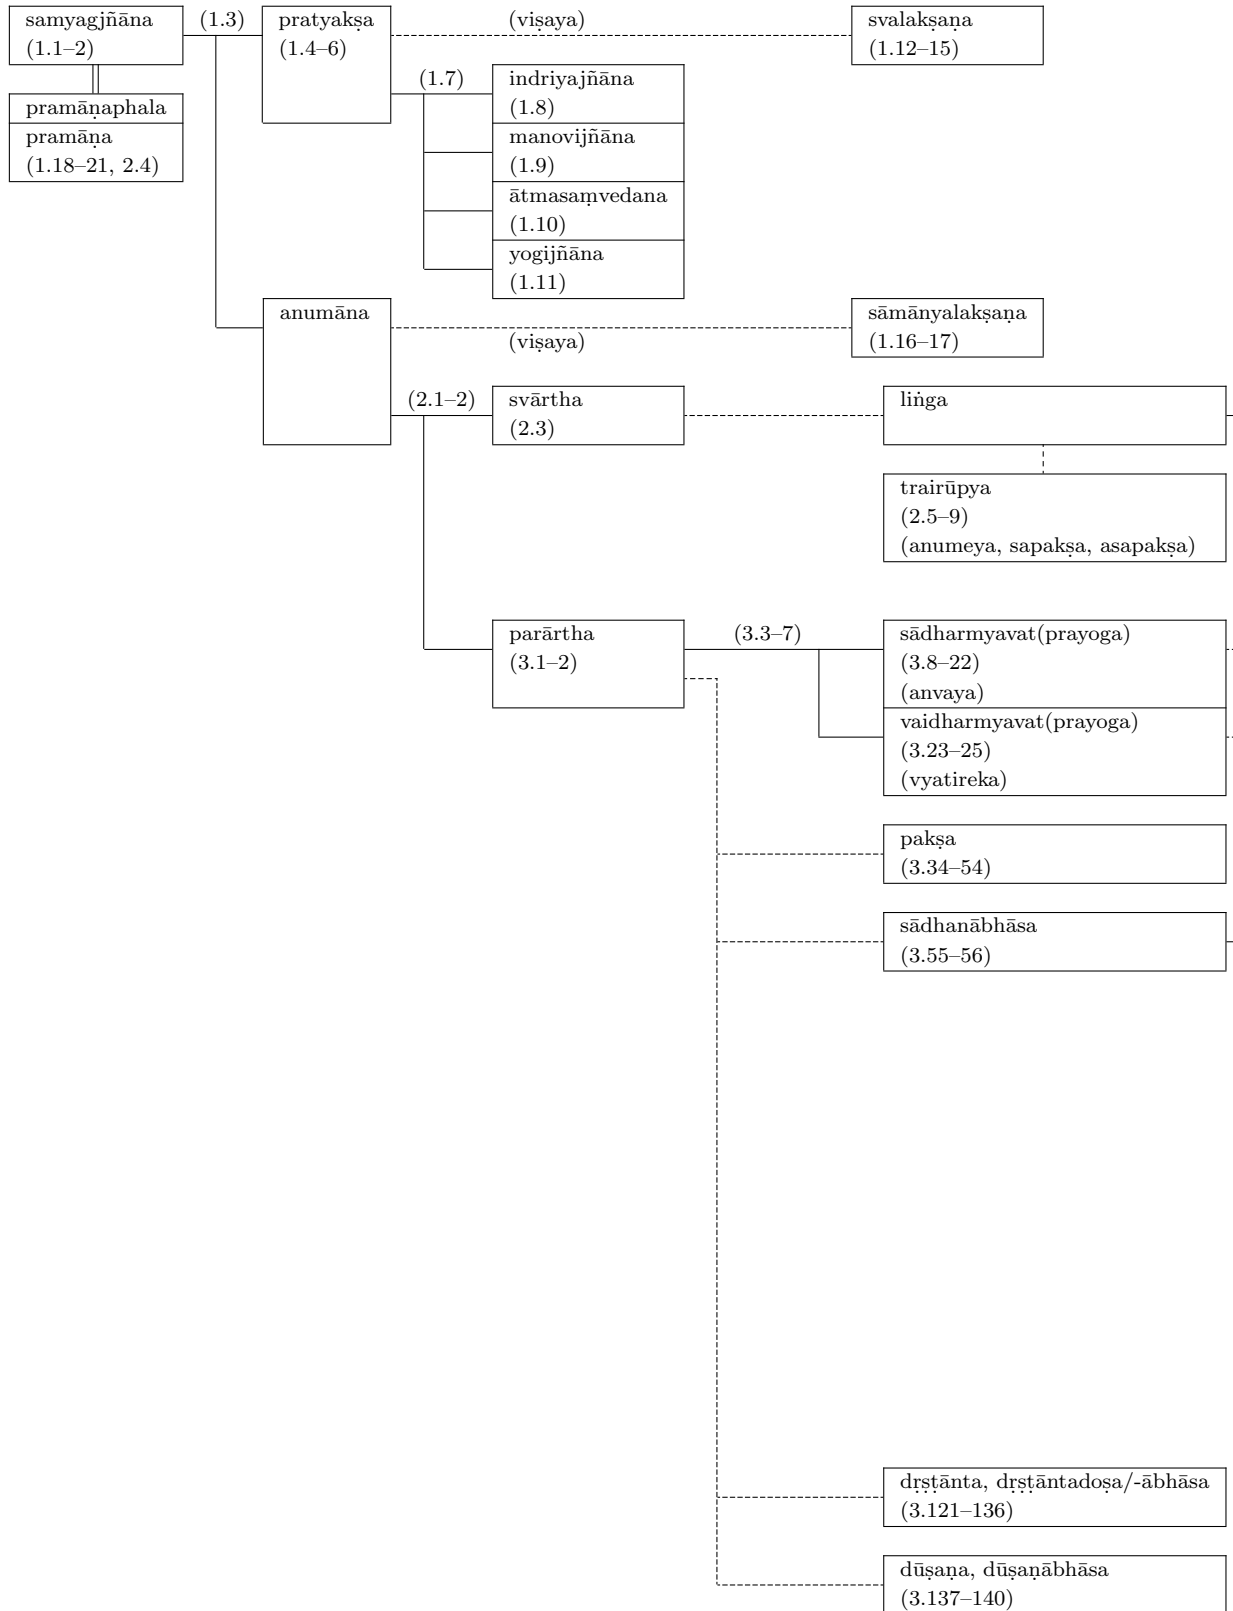 samyagjñāna
(1.1–2)
(1.3)
pratyakṣa
(1.4–6)
(viṣaya)
svalakṣaṇa
(1.12–15)
pramāṇaphala
pramāṇa
(1.18–21, 2.4)
(1.7)
indriyajñāna
(1.8)
manovijñāna
(1.9)
ātmasaṃvedana
(1.10)
yogijñāna
(1.11)
anumāna
(viṣaya)
sāmānyalakṣaṇa
(1.16–17)
(2.1–2)
svārtha
(2.3)
liṅga
trairūpya
(2.5–9)
(anumeya, sapakṣa, asapakṣa)
parārtha
(3.1–2)
(3.3–7)
sādharmyavat(prayoga)
(3.8–22)
(anvaya)
vaidharmyavat(prayoga)
(3.23–25)
(vyatireka)
pakṣa
(3.34–54)
sādhanābhāsa
(3.55–56)
dṛṣṭānta, dṛṣṭāntadoṣa/-ābhāsa
(3.121–136)
dūṣaṇa, dūṣaṇābhāsa
(3.137–140)